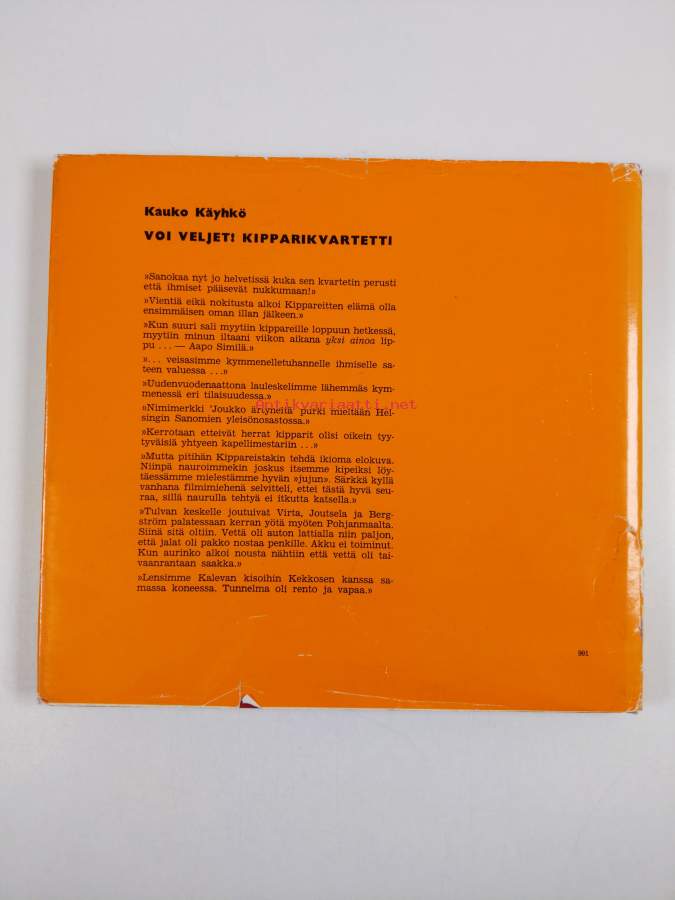 Kauko Käyhkö
VOI VELJET! KIPPARIKVARTETTI
»Sanokaa nyt jo helvetissä kuka sen kvartetin perusti
että ihmiset pääsevät nukkumaan!»
»Vientiä eikä nokitusta alkoi Kippareitten elämä olla
ensimmäisen oman illan jälkeen.»
»Kun suuri sali myytiin kippareille loppuun hetkessä,
myytiin minun iltaani viikon aikana yksi ainoa lip-
pu ... — Aapo Similä.»
»... veisasimme kymmenelletuhannelle ihmiselle sa-
teen valuessa ...»
»Uudenvuodenaattona lauleskelimme lähemmäs kym-
menessä eri tilaisuudessa.»
Antikvariaatti.net
»Nimimerkki 'Joukko ärtyneitä' purki mieltään Hel-
singin Sanomien yleisönosastossa.»
»Kerrotaan etteivät herrat kipparit olisi oikein tyy-
tyväisiä yhtyeen kapellimestariin ...»
»Mutta pitihän Kippareistakin tehdä ikioma elokuva.
Niinpä nauroimmekin joskus itsemme kipeiksi löy-
täessämme mielestämme hyvän »jujun». Särkkä kyllä
vanhana filmimiehenä selvitteli, ettei tästä hyvä seu-
raa, sillä naurulla tehtyä ei itkutta katsella.»
»Tulvan keskelle joutuivat Virta, Joutsela ja Berg-
ström palatessaan kerran yötä myöten Pohjanmaalta.
Siinä sitä oltiin. Vettä oli auton lattialla niin paljon,
että jalat oli pakko nostaa penkille. Akku ei toiminut.
Kun aurinko alkoi nousta nähtiin että vettä oli tai-
vaanrantaan saakka.»
»Lensimme Kalevan kisoihin Kekkosen kanssa sa-
massa koneessa. Tunnelma oli rento ja vapaa.»
901